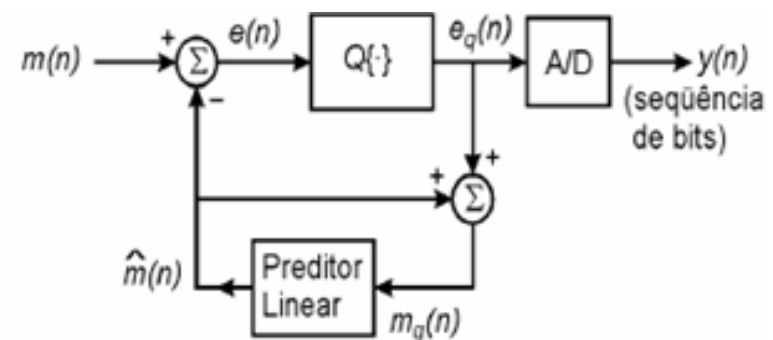 m(n)
+
Σ
−
e(n)
Q{·}
e_q(n)
A/D
y(n)
(seqüência
de bits)
+
+
Σ
m̂(n)
Preditor
Linear
m_q(n)